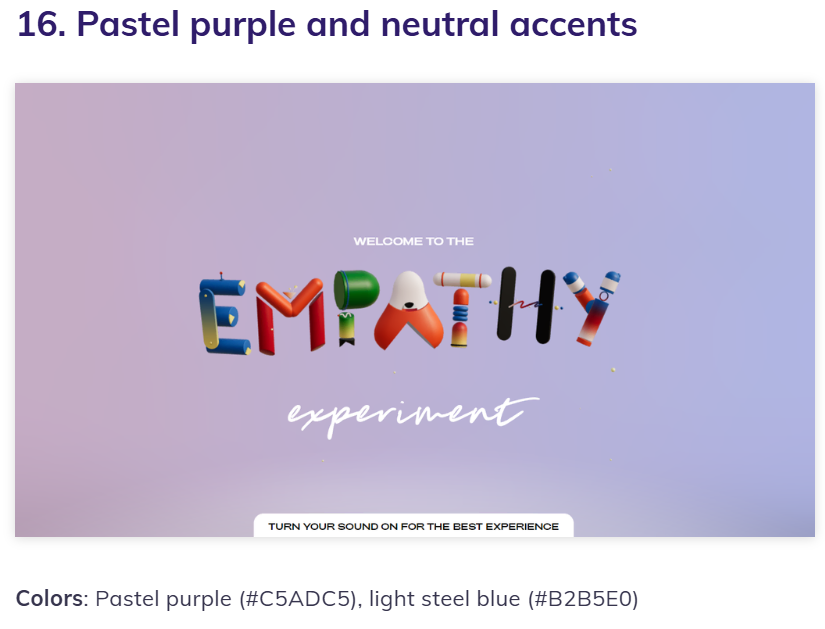 16. Pastel purple and neutral accents
WELCOME TO THE
EMPATHY
experiment
TURN YOUR SOUND ON FOR THE BEST EXPERIENCE
Colors: Pastel purple (#C5ADC5), light steel blue (#B2B5E0)